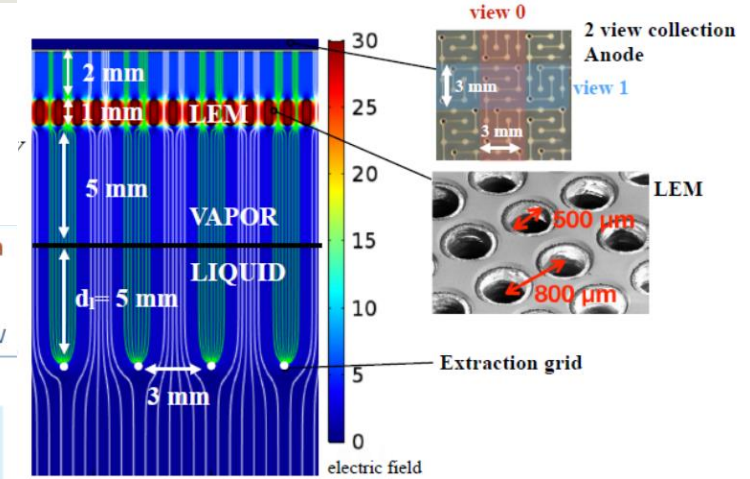 view 0
2 view collection
Anode
view 1
3 mm
3 mm
2 mm
1 mm
LEM
5 mm
VAPOR
LIQUID
dₗ= 5 mm
3 mm
30
25
20
15
10
5
0
electric field
LEM
500 µm
800 µm
Extraction grid